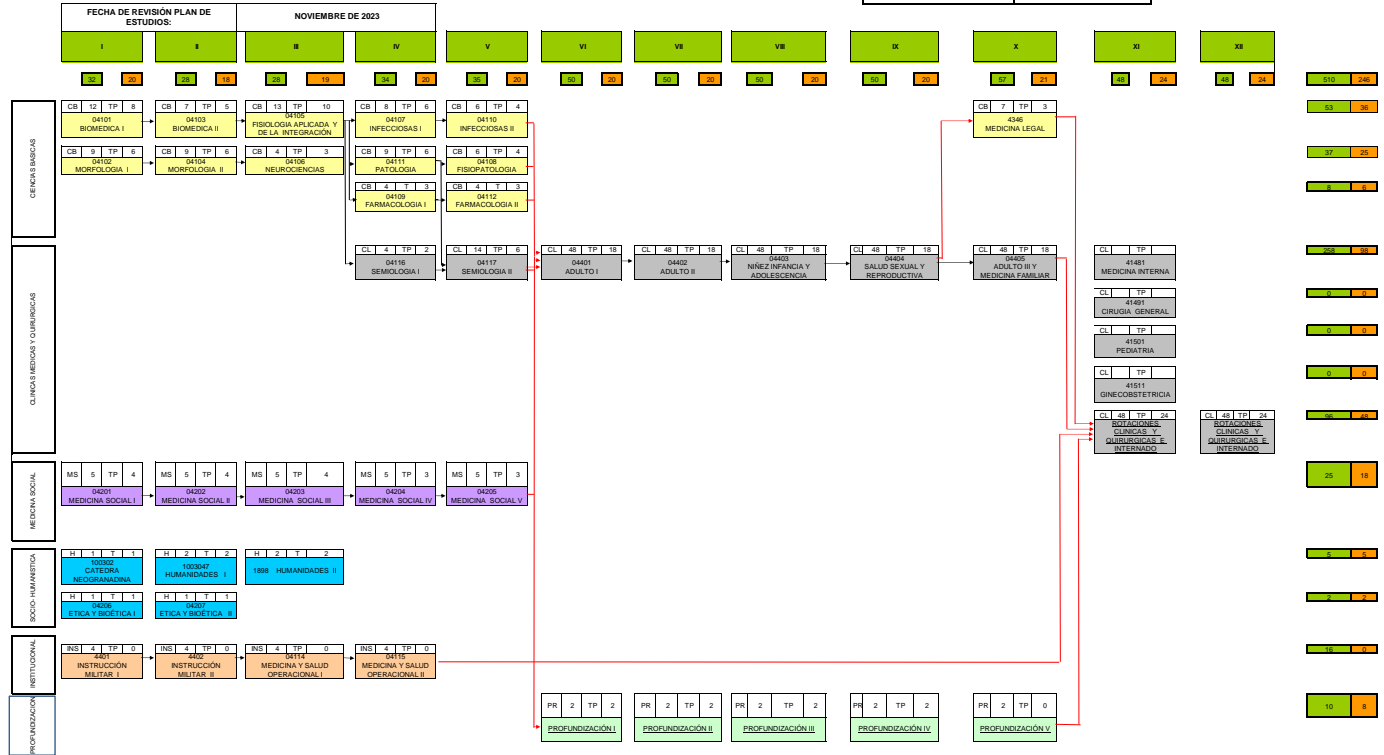 FECHA DE REVISIÓN PLAN DE ESTUDIOS:
NOVIEMBRE DE 2023
I II III IV V VI VII VIII IX X XI XII
32 20 28 18 28 19 34 20 35 20 50 20 50 20 50 20 50 20 57 21 48 24 48 24 510 246
CIENCIAS BASICAS
CB 12 TP 8
04101
BIOMEDICA I
CB 7 TP 5
04103
BIOMEDICA II
CB 13 TP 10
04105
FISIOLOGIA APLICADA Y
DE LA INTEGRACIÓN
CB 8 TP 6
04107
INFECCIOSAS I
CB 6 TP 4
04110
INFECCIOSAS II
CB 7 TP 3
4346
MEDICINA LEGAL
53 36
CB 9 TP 6
04102
MORFOLOGIA I
CB 9 TP 6
04104
MORFOLOGIA II
CB 4 TP 3
04106
NEUROCIENCIAS
CB 9 TP 6
04111
PATOLOGIA
CB 6 TP 4
04108
FISIOPATOLOGIA
37 25
CB 4 T 3
04109
FARMACOLOGIA I
CB 4 T 3
04112
FARMACOLOGIA II
8 6
CLINICAS MEDICAS Y QUIRURGICAS
CL 4 TP 2
04116
SEMIOLOGIA I
CL 14 TP 6
04117
SEMIOLOGIA II
CL 48 TP 18
04401
ADULTO I
CL 48 TP 18
04402
ADULTO II
CL 48 TP 18
04403
NIÑEZ INFANCIA Y
ADOLESCENCIA
CL 48 TP 18
04404
SALUD SEXUAL Y
REPRODUCTIVA
CL 48 TP 18
04405
ADULTO III Y
MEDICINA FAMILIAR
CL TP
41481
MEDICINA INTERNA
258 98
CL TP
41491
CIRUGIA GENERAL
0 0
CL TP
41501
PEDIATRIA
0 0
CL TP
41511
GINECOBSTETRICIA
0 0
CL 48 TP 24
ROTACIONES
CLINICAS Y
QUIRURGICAS E
INTERNADO
CL 48 TP 24
ROTACIONES
CLINICAS Y
QUIRURGICAS E
INTERNADO
96 48
MEDICINA SOCIAL
MS 5 TP 4
04201
MEDICINA SOCIAL I
MS 5 TP 4
04202
MEDICINA SOCIAL II
MS 5 TP 4
04203
MEDICINA SOCIAL III
MS 5 TP 3
04204
MEDICINA SOCIAL IV
MS 5 TP 3
04205
MEDICINA SOCIAL V
25 18
SOCIO- HUMANISTICA
H 1 T 1
100302
CATEDRA
NEOGRANADINA
H 2 T 2
1003047
HUMANIDADES I
H 2 T 2
1898 HUMANIDADES II
5 5
H 1 T 1
04206
ETICA Y BIOÉTICA I
H 1 T 1
04207
ETICA Y BIOÉTICA II
2 2
INSTITUCIONAL
INS 4 TP 0
4401
INSTRUCCIÓN
MILITAR I
INS 4 TP 0
4402
INSTRUCCIÓN
MILITAR II
INS 4 TP 0
04114
MEDICINA Y SALUD
OPERACIONAL I
INS 4 TP 0
04115
MEDICINA Y SALUD
OPERACIONAL II
16 0
PROFUNDIZACION
PR 2 TP 2
PROFUNDIZACIÓN I
PR 2 TP 2
PROFUNDIZACIÓN II
PR 2 TP 2
PROFUNDIZACIÓN III
PR 2 TP 2
PROFUNDIZACIÓN IV
PR 2 TP 0
PROFUNDIZACIÓN V
10 8